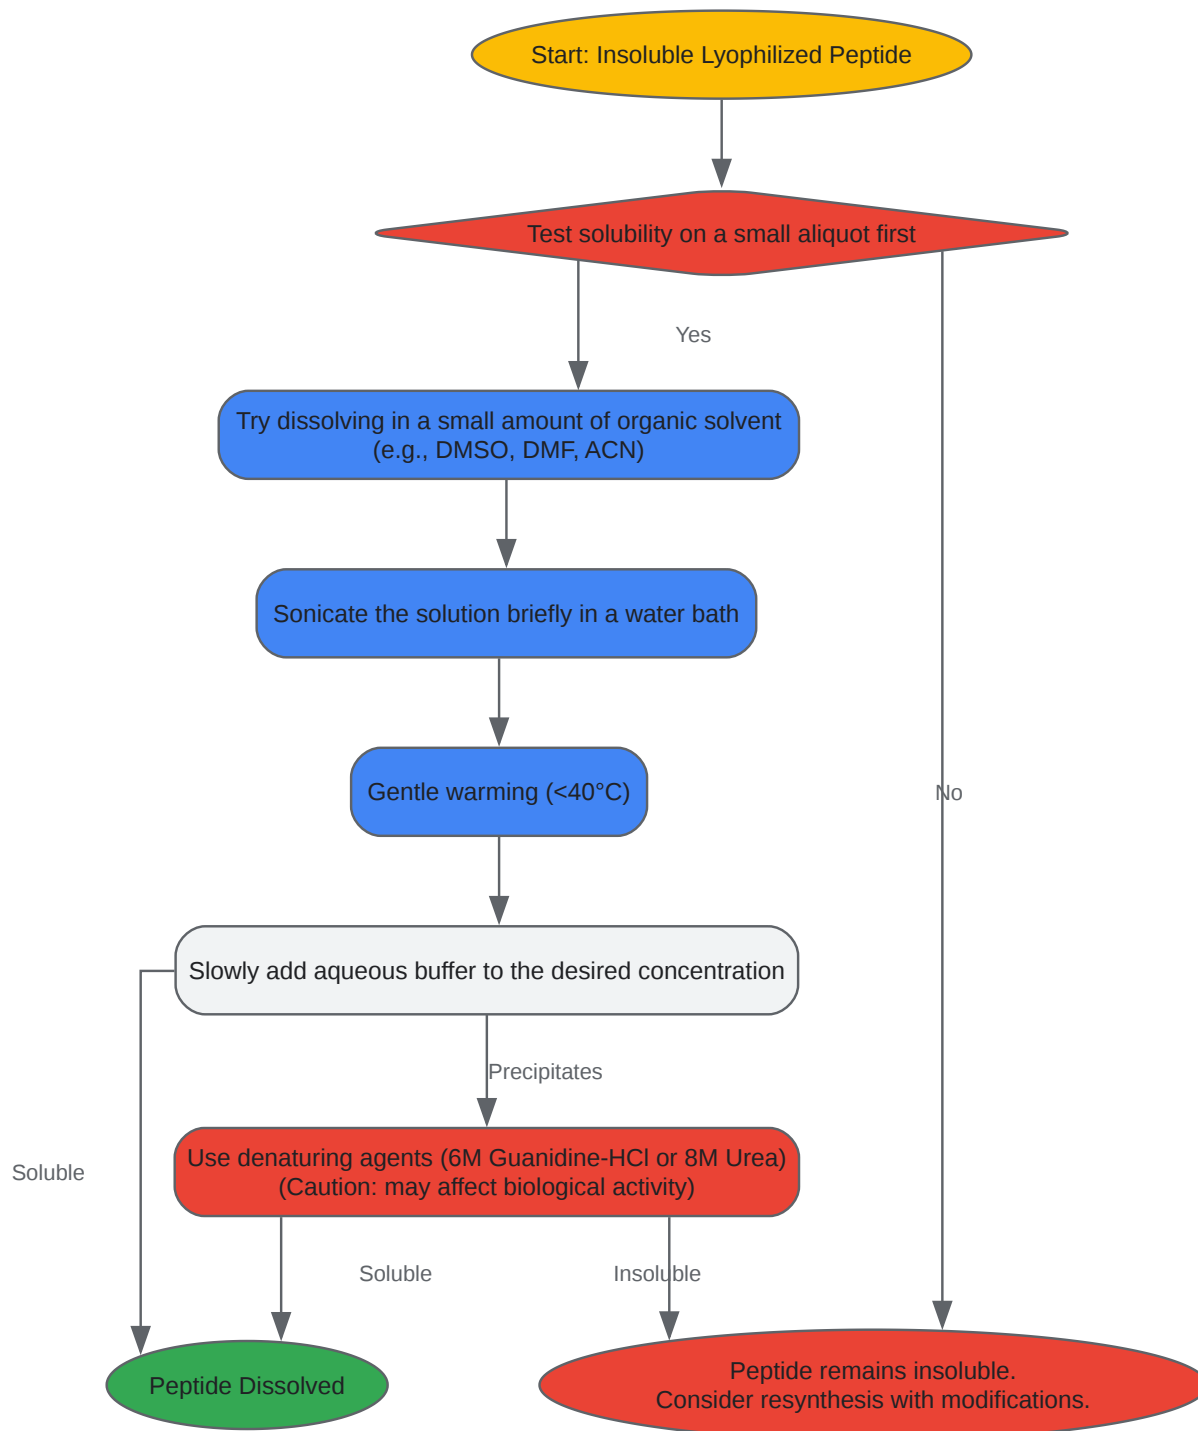 Start: Insoluble Lyophilized Peptide
Test solubility on a small aliquot first
Yes
Try dissolving in a small amount of organic solvent
(e.g., DMSO, DMF, ACN)
Sonicate the solution briefly in a water bath
Gentle warming (<40°C)
No
Slowly add aqueous buffer to the desired concentration
Precipitates
Use denaturing agents (6M Guanidine-HCl or 8M Urea)
(Caution: may affect biological activity)
Soluble
Soluble
Insoluble
Peptide Dissolved
Peptide remains insoluble.
Consider resynthesis with modifications.